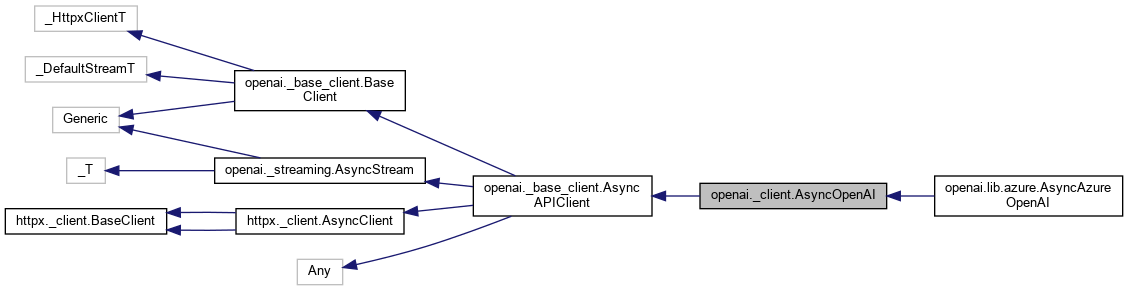 _HttpxClientT
_DefaultStreamT
openai._base_client.Base
Client
Generic
_T
openai._streaming.AsyncStream
openai._base_client.Async
APIClient
openai._client.AsyncOpenAI
openai.lib.azure.AsyncAzure
OpenAI
httpx._client.BaseClient
httpx._client.AsyncClient
Any